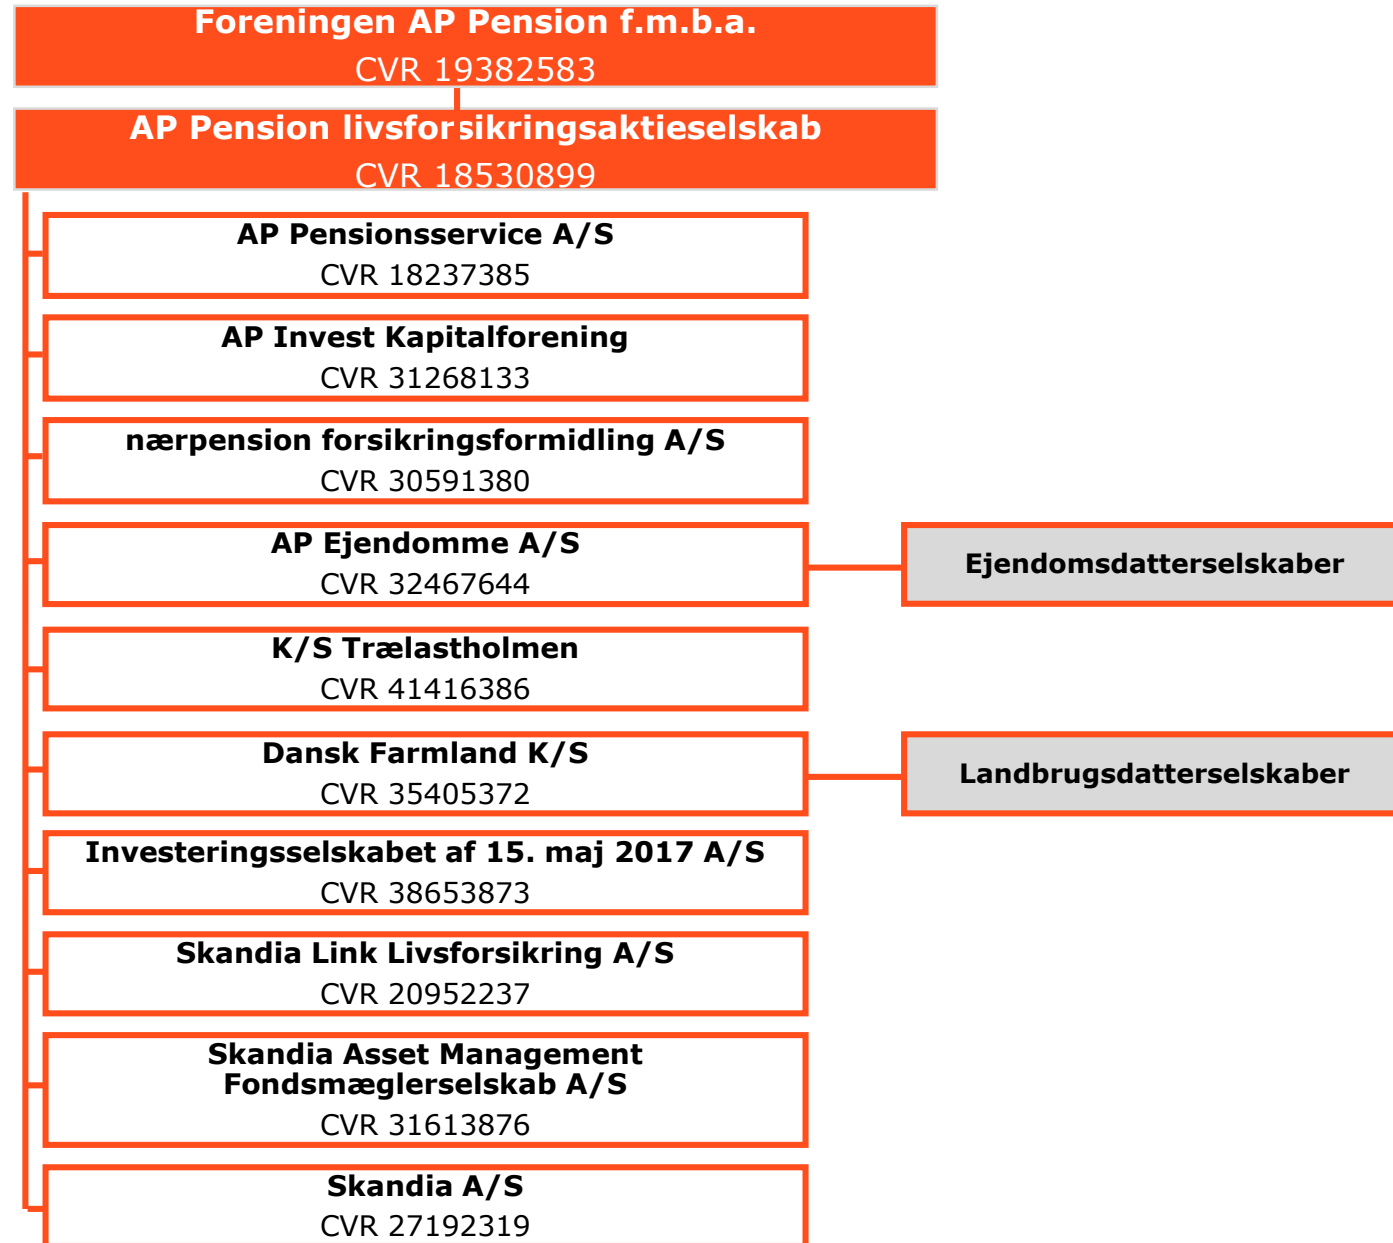 Foreningen AP Pension f.m.b.a.
CVR 19382583
AP Pension livsforsikringsaktieselskab
CVR 18530899
AP Pensionsservice A/S
CVR 18237385
AP Invest Kapitalforening
CVR 31268133
nærpension forsikringsformidling A/S
CVR 30591380
AP Ejendomme A/S
CVR 32467644
Ejendomsdatterselskaber
K/S Trælastholmen
CVR 41416386
Dansk Farmland K/S
CVR 35405372
Landbrugsdatterselskaber
Investeringsselskabet af 15. maj 2017 A/S
CVR 38653873
Skandia Link Livsforsikring A/S
CVR 20952237
Skandia Asset Management
Fondsmæglerselskab A/S
CVR 31613876
Skandia A/S
CVR 27192319